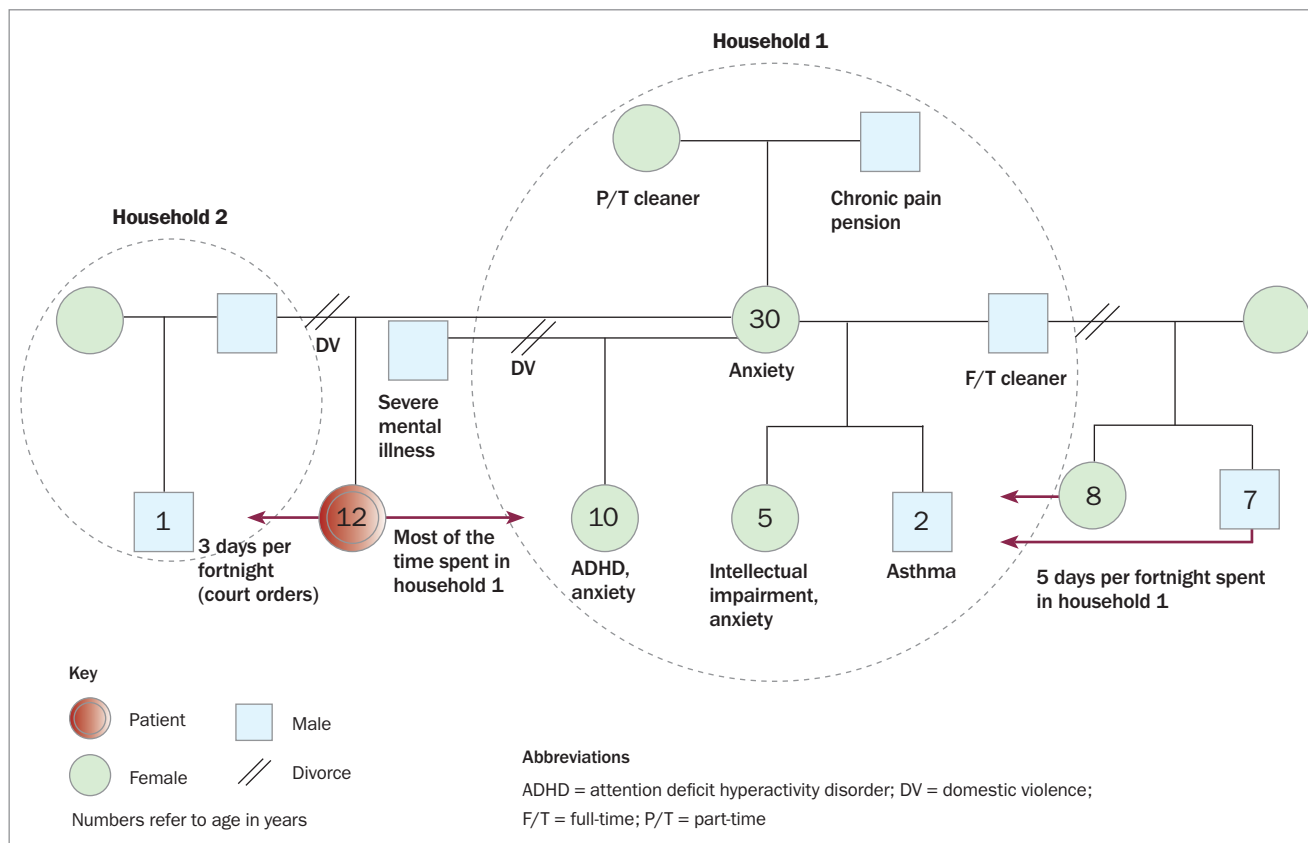 Household 1
P/T cleaner
Chronic pain
pension
Household 2
DV
30
Anxiety
DV
F/T cleaner
Severe
mental
illness
1
12
10
5
2
8
7
3 days per
fortnight
(court orders)
Most of the
time spent in
household 1
ADHD,
anxiety
Intellectual
impairment,
anxiety
Asthma
5 days per fortnight spent
in household 1
Key
Patient
Male
Female
Divorce
Numbers refer to age in years
Abbreviations
ADHD = attention deficit hyperactivity disorder; DV = domestic violence;
F/T = full-time; P/T = part-time